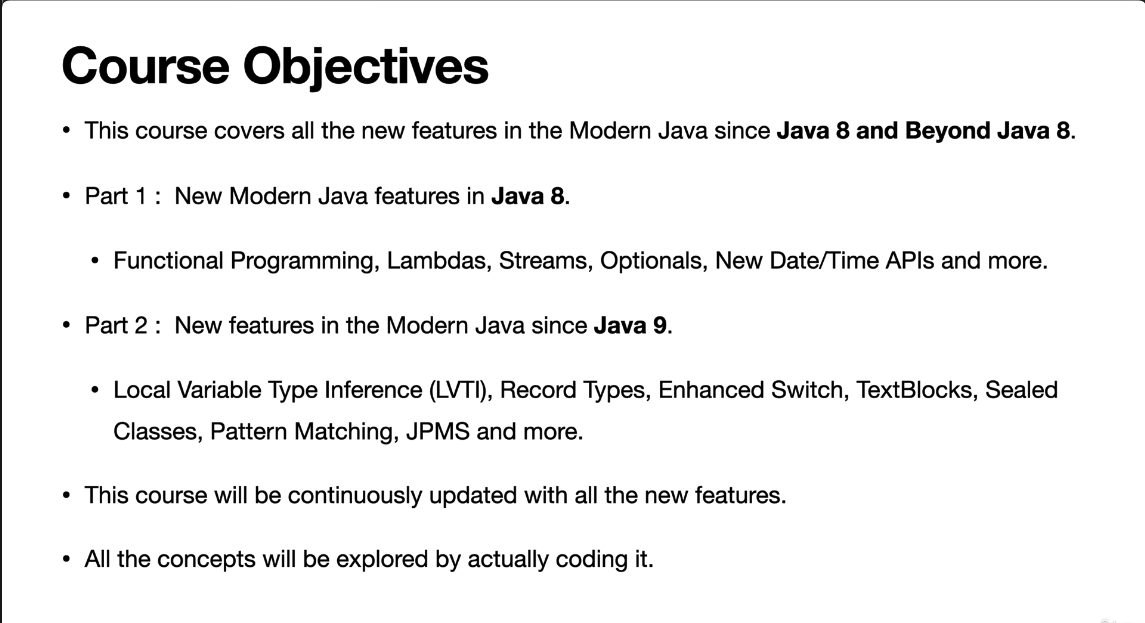 Course Objectives
• This course covers all the new features in the Modern Java since Java 8 and Beyond Java 8.
• Part 1 :  New Modern Java features in Java 8.
• Functional Programming, Lambdas, Streams, Optionals, New Date/Time APIs and more.
• Part 2 :  New features in the Modern Java since Java 9.
• Local Variable Type Inference (LVTI), Record Types, Enhanced Switch, TextBlocks, Sealed
Classes, Pattern Matching, JPMS and more.
• This course will be continuously updated with all the new features.
• All the concepts will be explored by actually coding it.